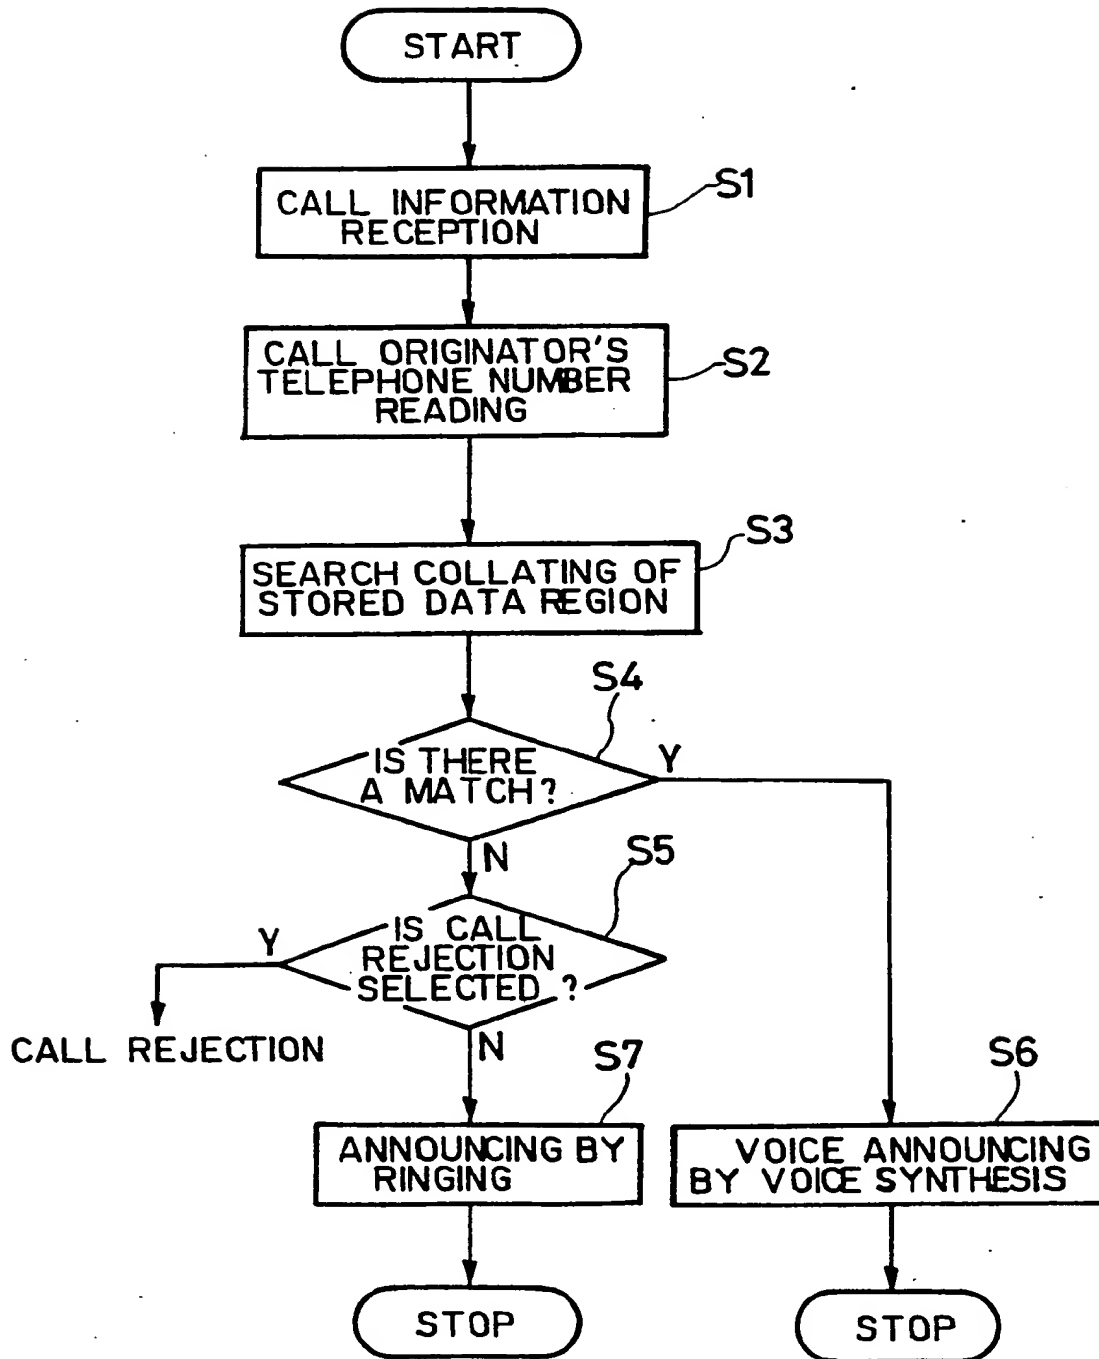 START
CALL INFORMATION
RECEPTION
S1
CALL ORIGINATOR'S
TELEPHONE NUMBER
READING
S2
SEARCH COLLATING OF
STORED DATA REGION
S3
IS THERE
A MATCH?
S4
Y
N
IS CALL
REJECTION
SELECTED ?
S5
Y
CALL REJECTION
N
ANNOUNCING BY
RINGING
S7
VOICE ANNOUNCING
BY VOICE SYNTHESIS
S6
STOP
STOP